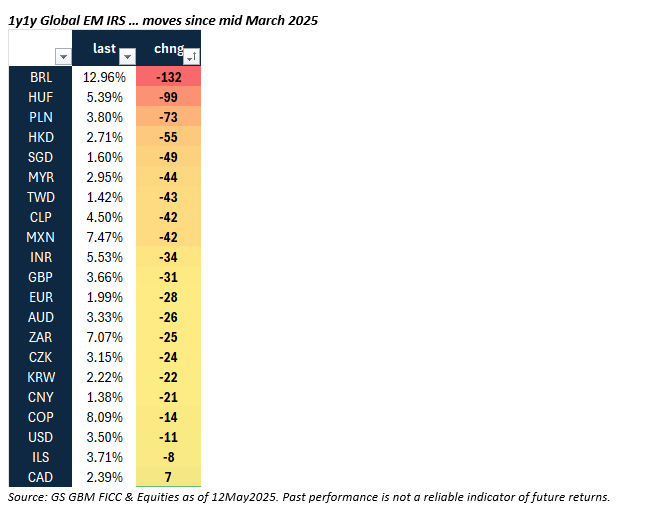 1y1y Global EM IRS ... moves since mid March 2025
last chng
BRL 12.96% -132
HUF 5.39% -99
PLN 3.80% -73
HKD 2.71% -55
SGD 1.60% -49
MYR 2.95% -44
TWD 1.42% -43
CLP 4.50% -42
MXN 7.47% -42
INR 5.53% -34
GBP 3.66% -31
EUR 1.99% -28
AUD 3.33% -26
ZAR 7.07% -25
CZK 3.15% -24
KRW 2.22% -22
CNY 1.38% -21
COP 8.09% -14
USD 3.50% -11
ILS 3.71% -8
CAD 2.39% 7
Source: GS GBM FICC & Equities as of 12May2025. Past performance is not a reliable indicator of future returns.